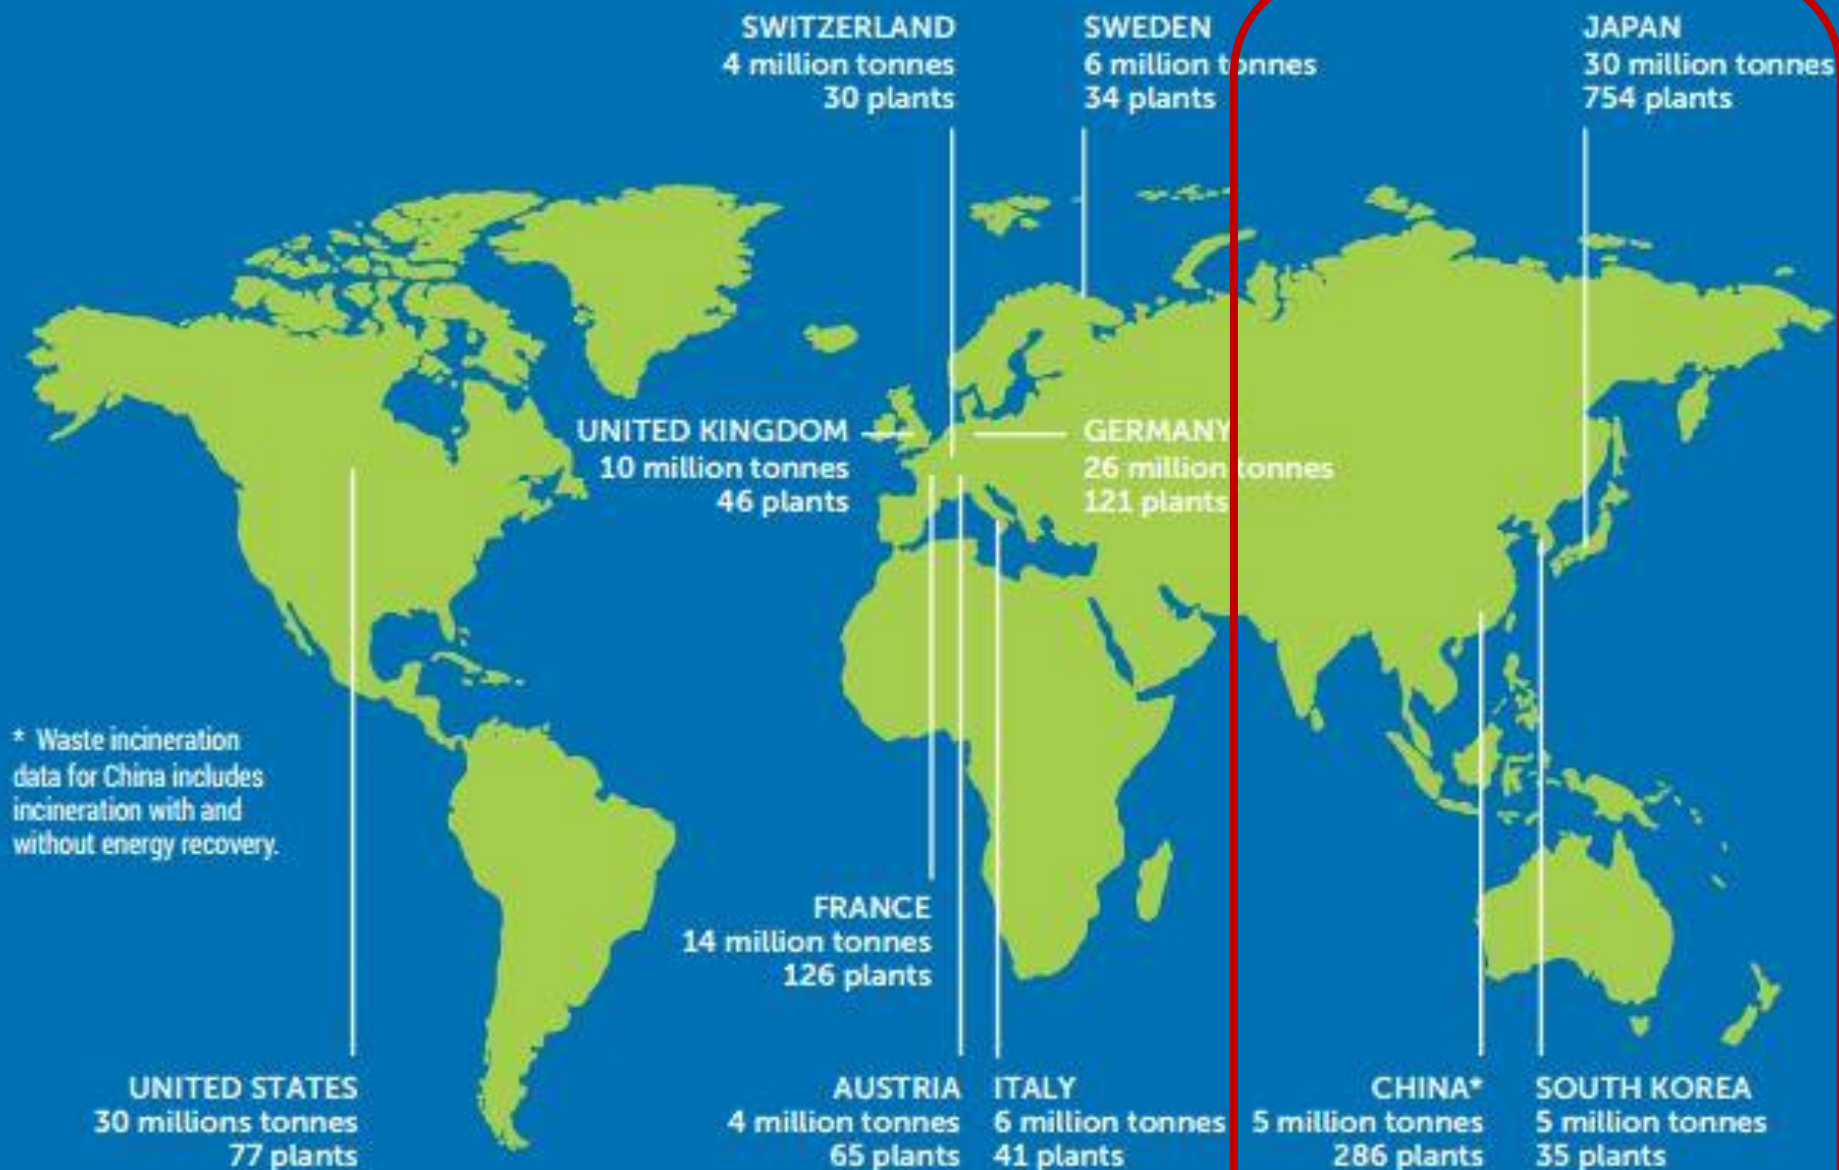 SWITZERLAND
4 million tonnes
30 plants
SWEDEN
6 million tonnes
34 plants
JAPAN
30 million tonnes
754 plants
UNITED KINGDOM
10 million tonnes
46 plants
GERMANY
26 million tonnes
121 plants
* Waste incineration
data for China includes
incineration with and
without energy recovery.
FRANCE
14 million tonnes
126 plants
UNITED STATES
30 millions tonnes
77 plants
AUSTRIA
4 million tonnes
65 plants
ITALY
6 million tonnes
41 plants
CHINA*
5 million tonnes
286 plants
SOUTH KOREA
5 million tonnes
35 plants